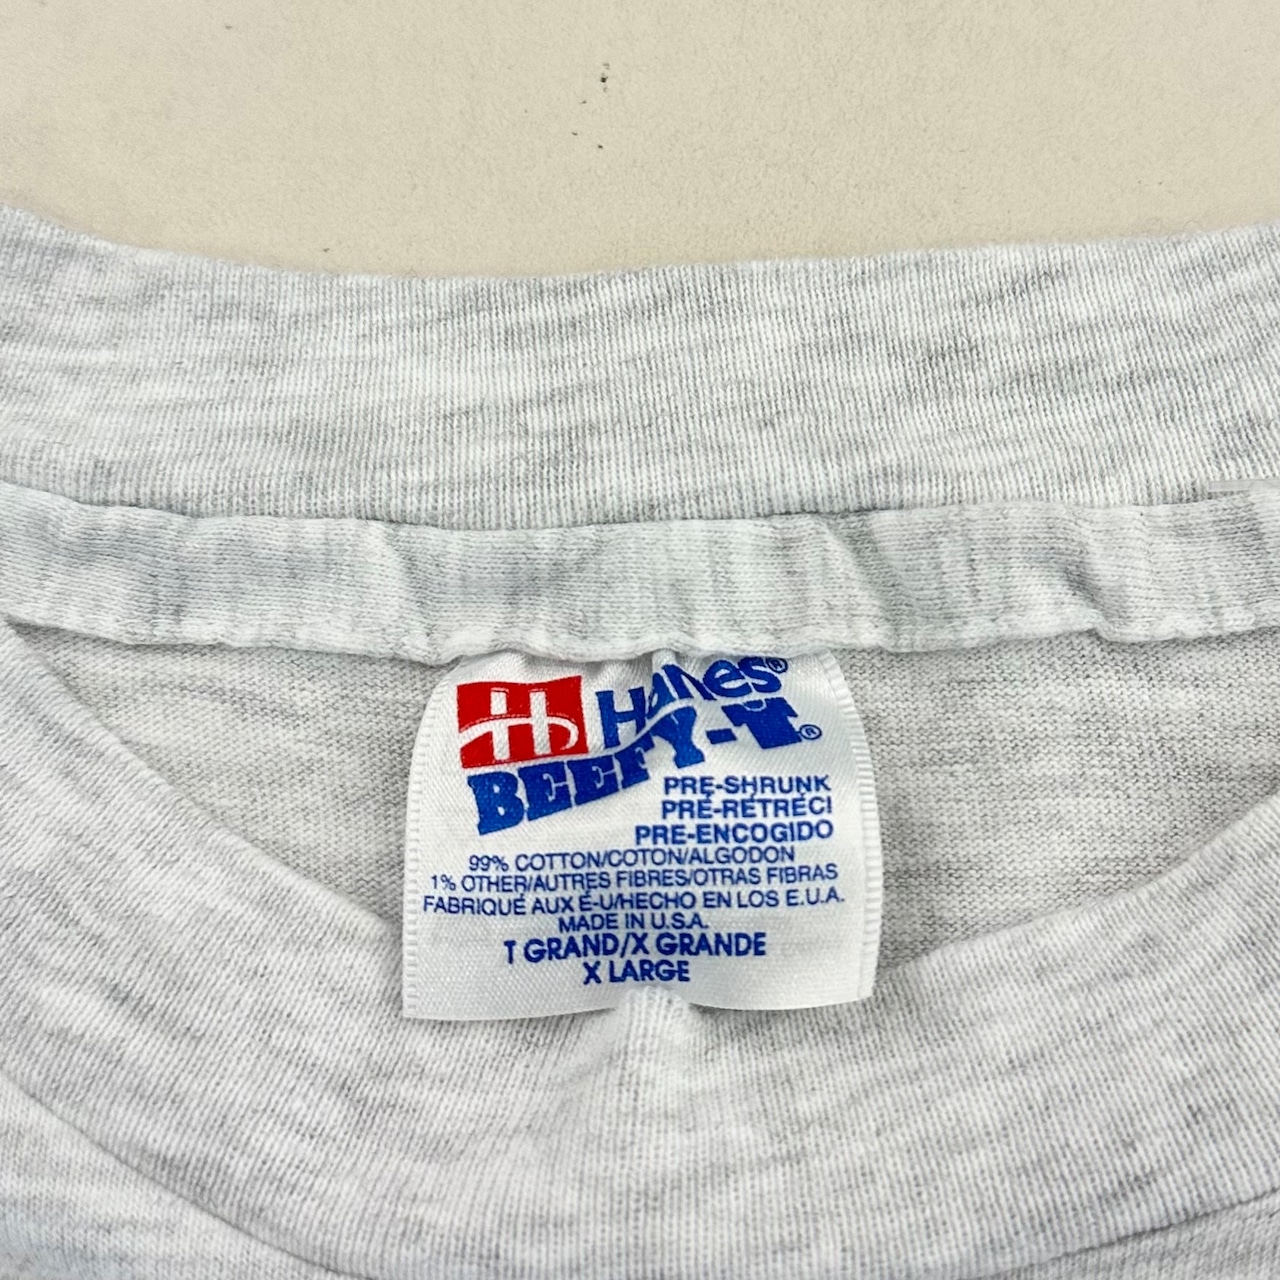 Hanes®
BEEFY-T®
PRE-SHRUNK
PRÉ-RÉTRÉCI
PRE-ENCOGIDO
99% COTTON/COTON/ALGODON
1% OTHER/AUTRES FIBRES/OTRAS FIBRAS
FABRIQUÉ AUX É-U/HECHO EN LOS E.U.A.
MADE IN U.S.A.
T GRAND/X GRANDE
X LARGE